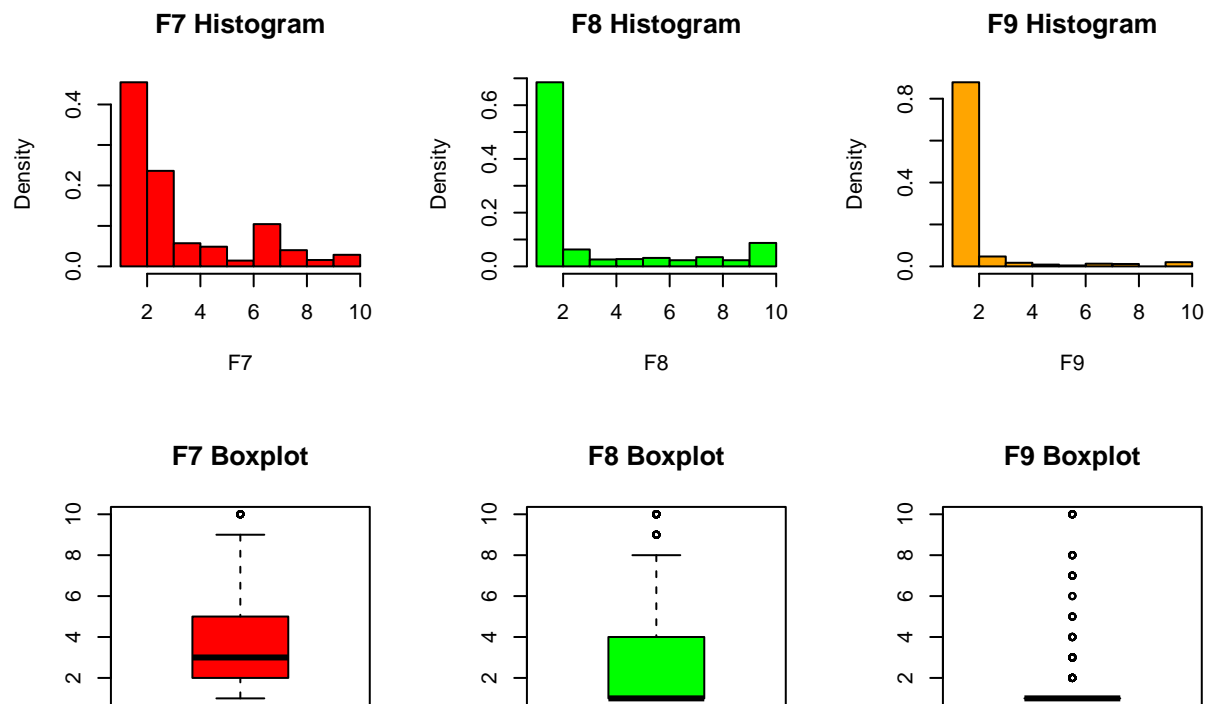 F7 Histogram
F8 Histogram
F9 Histogram
Density
0.0 0.2 0.4
2 4 6 8 10
F7
Density
0.0 0.2 0.4 0.6
2 4 6 8 10
F8
Density
0.0 0.4 0.8
2 4 6 8 10
F9
F7 Boxplot
F8 Boxplot
F9 Boxplot
2 4 6 8 10
2 4 6 8 10
2 4 6 8 10